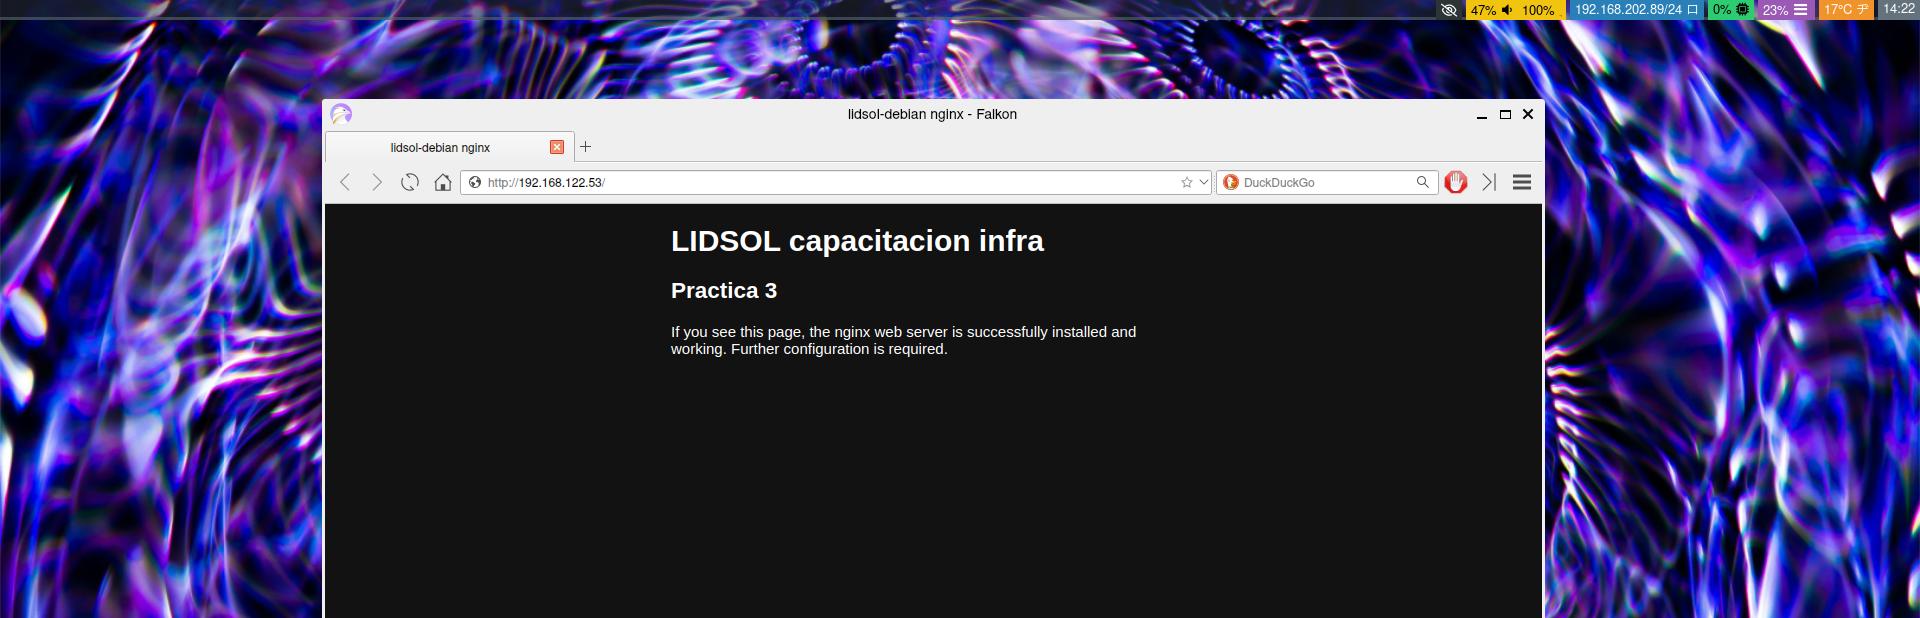 47% 100% 192.168.202.89/24 0% 23% 17°C 14:22
lidsol-debian nginx - Falkon
lidsol-debian nginx
http://192.168.122.53/ DuckDuckGo
LIDSOL capacitacion infra
Practica 3
If you see this page, the nginx web server is successfully installed and
working. Further configuration is required.